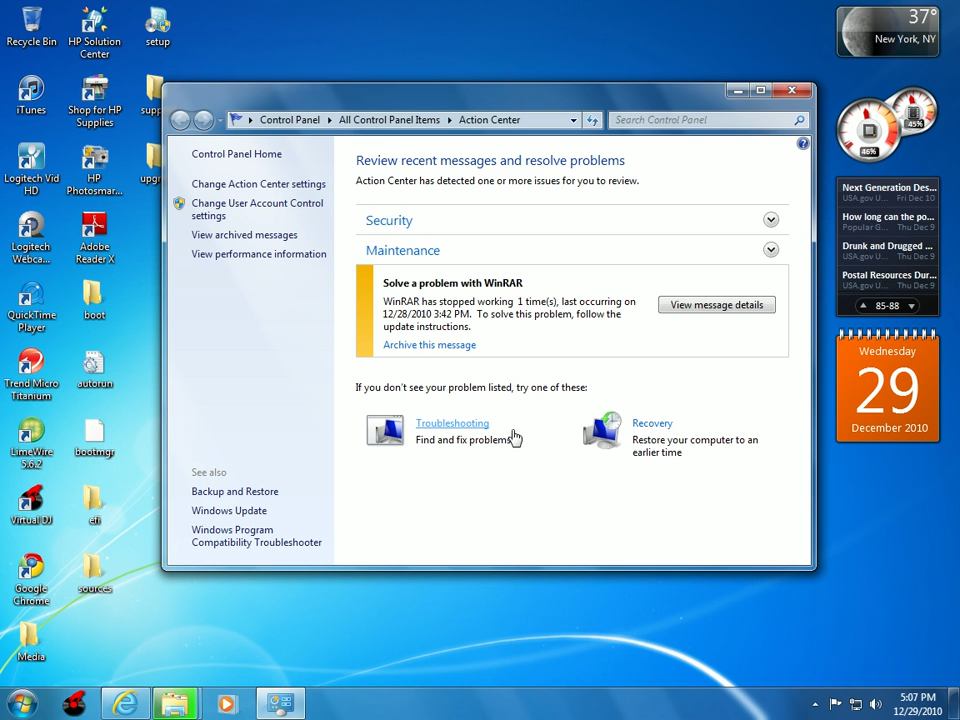 Recycle Bin
HP Solution
Center
setup
iTunes
Shop for HP
Supplies
supp
Logitech Vid
HD
HP
Photosmar...
upgr
Logitech
Webca...
Adobe
Reader X
QuickTime
Player
boot
Trend Micro
Titanium
autorun
LimeWire
5.6.2
bootmgr
Virtual DJ
efi
Google
Chrome
sources
Media
Control Panel
All Control Panel Items
Action Center
Search Control Panel
Control Panel Home
Change Action Center settings
Change User Account Control
settings
View archived messages
View performance information
See also
Backup and Restore
Windows Update
Windows Program
Compatibility Troubleshooter
Review recent messages and resolve problems
Action Center has detected one or more issues for you to review.
Security
Maintenance
Solve a problem with WinRAR
WinRAR has stopped working 1 time(s), last occurring on
12/28/2010 3:42 PM. To solve this problem, follow the
update instructions.
View message details
Archive this message
If you don't see your problem listed, try one of these:
Troubleshooting
Find and fix problems
Recovery
Restore your computer to an
earlier time
37°
New York, NY
45%
46%
Next Generation Des...
USA.gov U... Fri Dec 10
How long can the po...
Popular G... Thu Dec 9
Drunk and Drugged ...
USA.gov U... Thu Dec 9
Postal Resources Dur...
USA.gov U... Thu Dec 9
85-88
Wednesday
29
December 2010
5:07 PM
12/29/2010